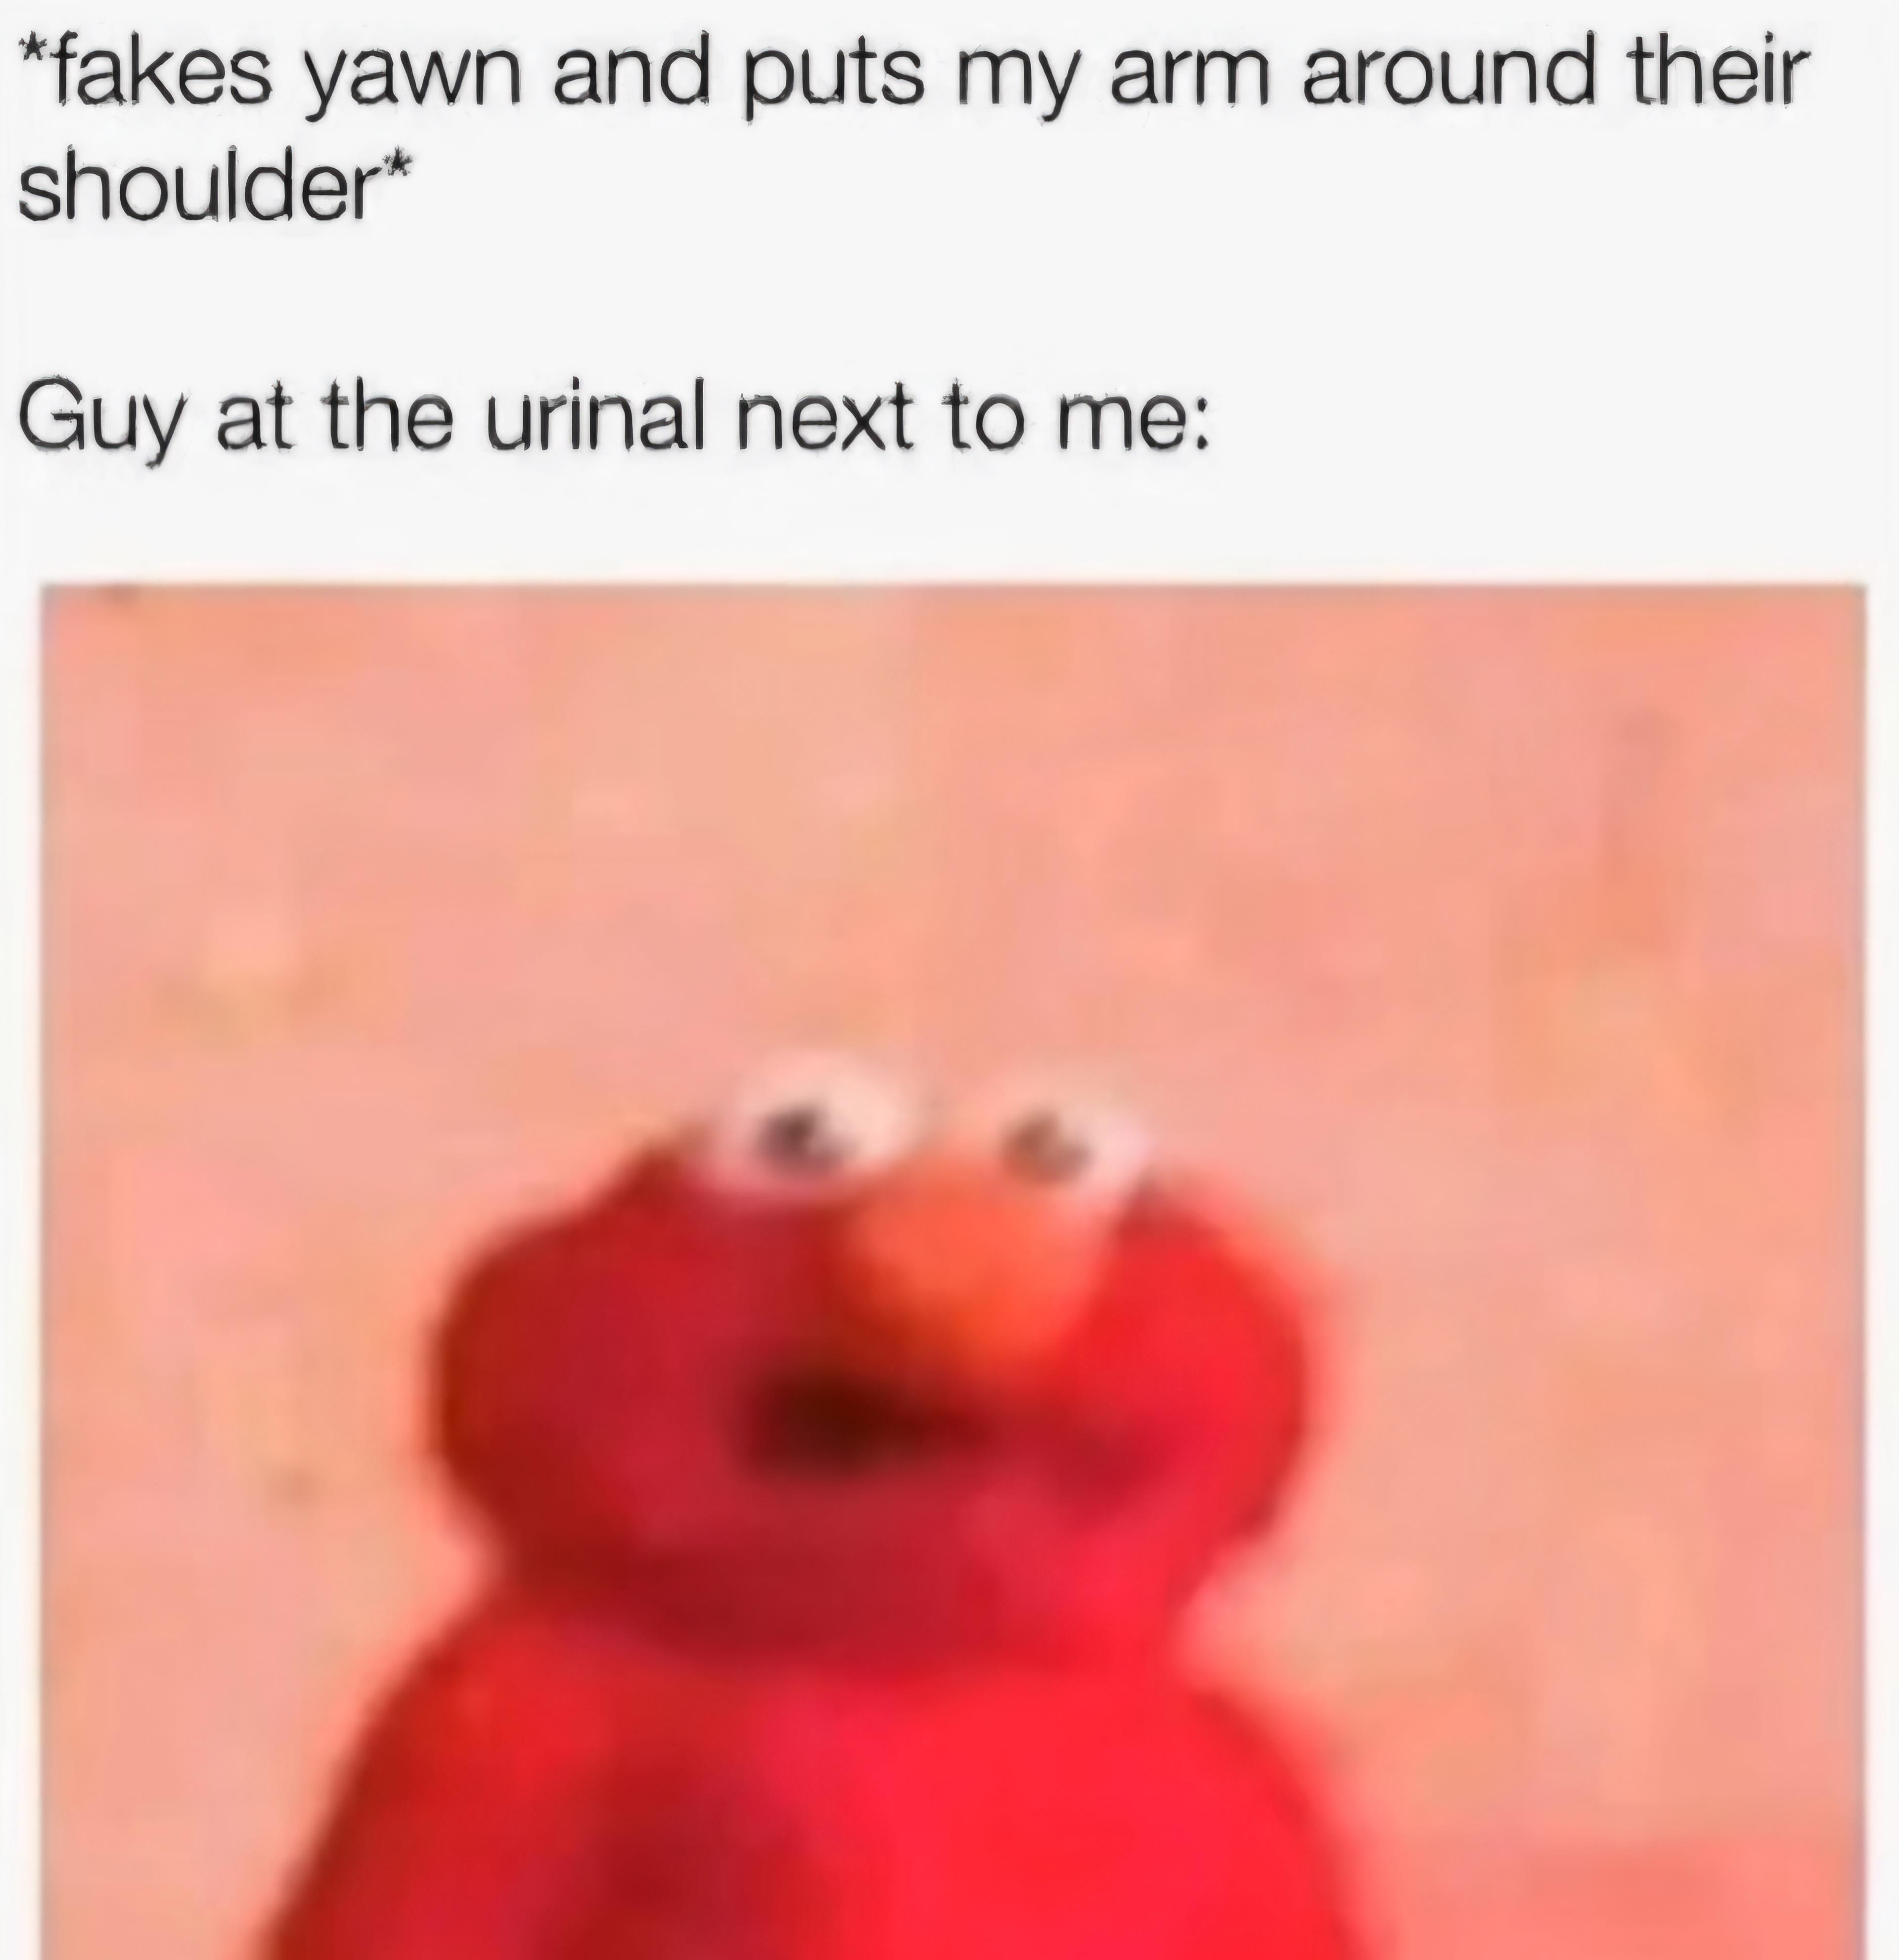 *fakes yawn and puts my arm around their
shoulder*
Guy at the urinal next to me: